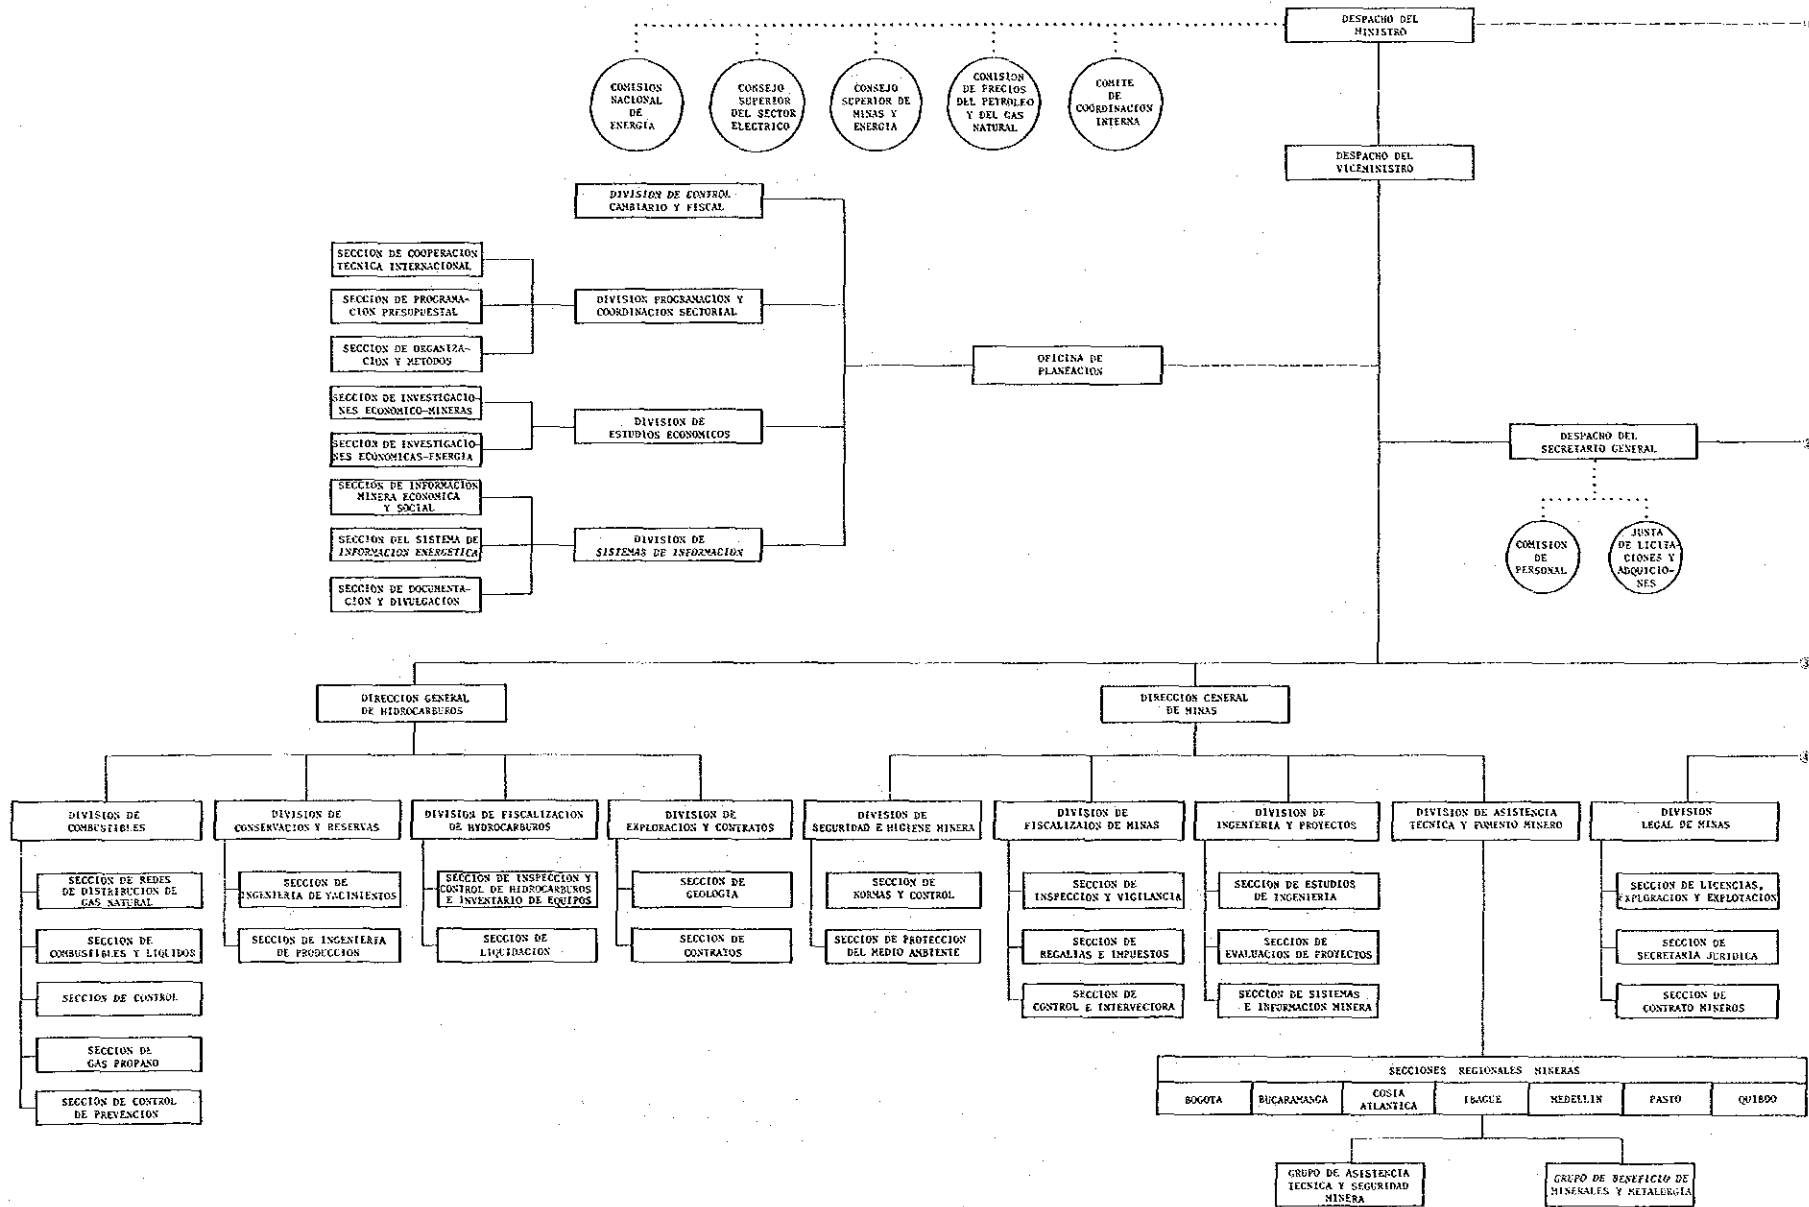 DESPACHO DEL
MINISTRO
COMISION
NACIONAL
DE
ENERGIA
CONSEJO
SUPERIOR
DEL SECTOR
ELECTRICO
CONSEJO
SUPERIOR DE
MINAS Y
ENERGIA
COMISION
DE PRECIOS
DEL PETROLEO
Y DEL GAS
NATURAL
COMITE
DE
COORDINACION
INTERNA
DESPACHO DEL
VICEMINISTRO
DIVISION DE CONTROL
CAMBIARIO Y FISCAL
SECCION DE COOPERACION
TECNICA INTERNACIONAL
SECCION DE PROGRAMA-
CION PRESUPUESTAL
SECCION DE ORGANIZA-
CION Y METODOS
DIVISION PROGRAMACION Y
COORDINACION SECTORIAL
OFICINA DE
PLANEACION
SECCION DE INVESTIGACIO-
NES ECONOMICO-MINERAS
SECCION DE INVESTIGACIO-
NES ECONOMICAS-ENERGIA
DIVISION DE
ESTUDIOS ECONOMICOS
DESPACHO DEL
SECRETARIO GENERAL
②
SECCION DE INFORMACION
MINERA ECONOMICA
Y SOCIAL
SECCION DEL SISTEMA DE
INFORMACION ENERGETICA
SECCION DE DOCUMENTA-
CION Y DIVULGACION
DIVISION DE
SISTEMAS DE INFORMACION
COMISION
DE
PERSONAL
JUNTA
DE LICITA-
CIONES Y
ADQUICIO-
NES
③
DIRECCION GENERAL
DE HIDROCARBUROS
DIRECCION GENERAL
DE MINAS
④
DIVISION DE
COMBUSTIBLES
DIVISION DE
CONSERVACION Y RESERVAS
DIVISION DE FISCALIZACION
DE HYDROCARBUROS
DIVISION DE
EXPLORACION Y CONTRATOS
DIVISION DE
SEGURIDAD E HIGIENE MINERA
DIVISION DE
FISCALIZAION DE MINAS
DIVISION DE
INGENIERIA Y PROYECTOS
DIVISION DE ASISTENCIA
TECNICA Y FOMENTO MINERO
DIVISION
LEGAL DE MINAS
SECCION DE REDES
DE DISTRIBUCION DE
GAS NATURAL
SECCION DE
COMBUSTIBLES Y LIQUIDOS
SECCION DE CONTROL
SECCION DE
GAS PROPANO
SECCION DE CONTROL
DE PREVENCION
SECCION DE
INGENIERIA DE YACIMIENTOS
SECCION DE INGENIERIA
DE PRODUCCION
SECCION DE INSPECCION Y
CONTROL DE HIDROCARBUROS
E INVENTARIO DE EQUIPOS
SECCION DE
LIQUIDACION
SECCION DE
GEOLOGIA
SECCION DE
CONTRATOS
SECCION DE
NORMAS Y CONTROL
SECCION DE PROTECCION
DEL MEDIO AMBIENTE
SECCION DE
INSPECCION Y VIGILANCIA
SECCION DE
REGALIAS E IMPUESTOS
SECCION DE
CONTROL E INTERVECTORA
SECCION DE ESTUDIOS
DE INGENIERIA
SECCION DE
EVALUACION DE PROYECTOS
SECCION DE SISTEMAS
E INFORMACION MINERA
SECCION DE LICENCIAS,
EXPLORACION Y EXPLOTACION
SECCION DE
SECRETARIA JURIDICA
SECCION DE
CONTRATO MINEROS
SECCIONES REGIONALES MINERAS
BOGOTA
BUCARAMANGA
COSTA
ATLANTICA
IBAGUE
MEDELLIN
PASTO
QUIBDO
GRUPO DE ASISTENCIA
TECNICA Y SEGURIDAD
MINERA
GRUPO DE BENEFICIO DE
MINERALES Y METALURGIA